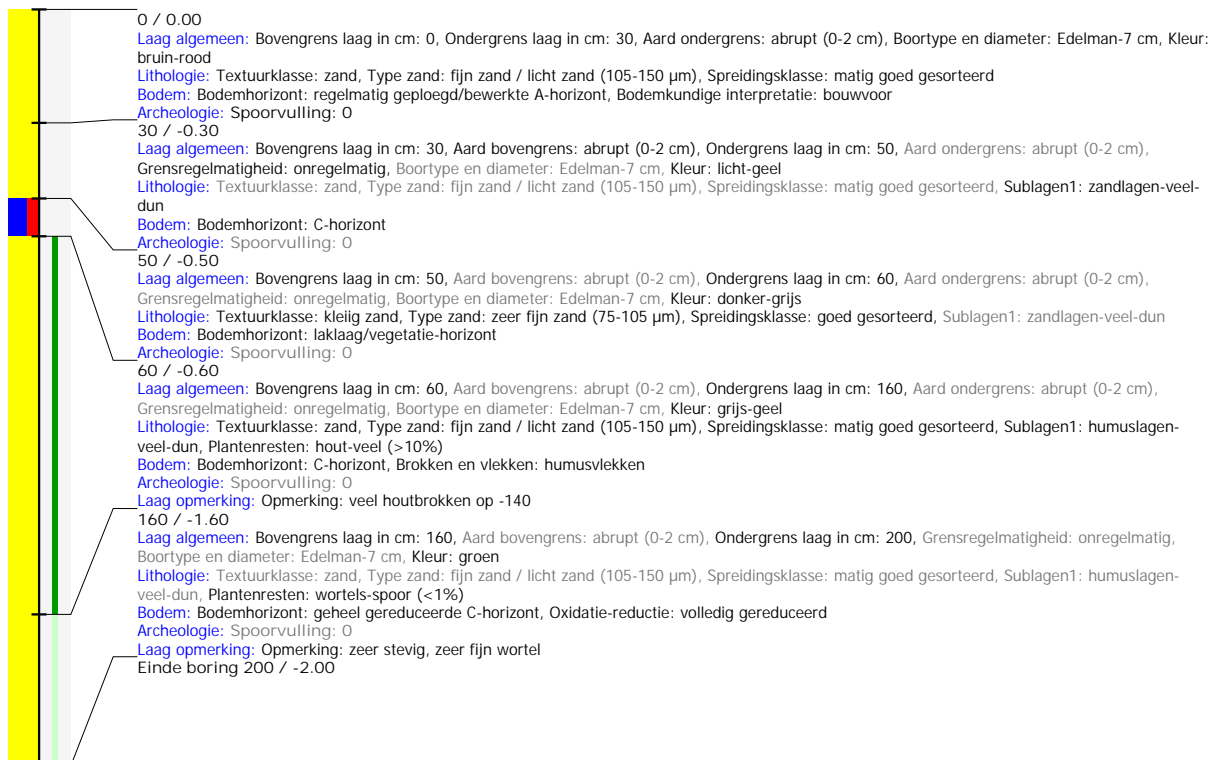 0 / 0.00
Laag algemeen: Bovengrens laag in cm: 0, Ondergrens laag in cm: 30, Aard ondergrens: abrupt (0-2 cm), Boortype en diameter: Edelman-7 cm, Kleur:
bruin-rood
Lithologie: Textuurklasse: zand, Type zand: fijn zand / licht zand (105-150 µm), Spreidingsklasse: matig goed gesorteerd
Bodem: Bodemhorizont: regelmatig geploegd/bewerkte A-horizont, Bodemkundige interpretatie: bouwvoor
Archeologie: Spoorvulling: 0
30 / -0.30
Laag algemeen: Bovengrens laag in cm: 30, Aard bovengrens: abrupt (0-2 cm), Ondergrens laag in cm: 50, Aard ondergrens: abrupt (0-2 cm),
Grensregelmatigheid: onregelmatig, Boortype en diameter: Edelman-7 cm, Kleur: licht-geel
Lithologie: Textuurklasse: zand, Type zand: fijn zand / licht zand (105-150 µm), Spreidingsklasse: matig goed gesorteerd, Sublagen1: zandlagen-veel-
dun
Bodem: Bodemhorizont: C-horizont
Archeologie: Spoorvulling: 0
50 / -0.50
Laag algemeen: Bovengrens laag in cm: 50, Aard bovengrens: abrupt (0-2 cm), Ondergrens laag in cm: 60, Aard ondergrens: abrupt (0-2 cm),
Grensregelmatigheid: onregelmatig, Boortype en diameter: Edelman-7 cm, Kleur: donker-grijs
Lithologie: Textuurklasse: kleiig zand, Type zand: zeer fijn zand (75-105 µm), Spreidingsklasse: goed gesorteerd, Sublagen1: zandlagen-veel-dun
Bodem: Bodemhorizont: laklaag/vegetatie-horizont
Archeologie: Spoorvulling: 0
60 / -0.60
Laag algemeen: Bovengrens laag in cm: 60, Aard bovengrens: abrupt (0-2 cm), Ondergrens laag in cm: 160, Aard ondergrens: abrupt (0-2 cm),
Grensregelmatigheid: onregelmatig, Boortype en diameter: Edelman-7 cm, Kleur: grijs-geel
Lithologie: Textuurklasse: zand, Type zand: fijn zand / licht zand (105-150 µm), Spreidingsklasse: matig goed gesorteerd, Sublagen1: humuslagen-
veel-dun, Plantenresten: hout-veel (>10%)
Bodem: Bodemhorizont: C-horizont, Brokken en vlekken: humusvlekken
Archeologie: Spoorvulling: 0
Laag opmerking: Opmerking: veel houtbrokken op -140
160 / -1.60
Laag algemeen: Bovengrens laag in cm: 160, Aard bovengrens: abrupt (0-2 cm), Ondergrens laag in cm: 200, Grensregelmatigheid: onregelmatig,
Boortype en diameter: Edelman-7 cm, Kleur: groen
Lithologie: Textuurklasse: zand, Type zand: fijn zand / licht zand (105-150 µm), Spreidingsklasse: matig goed gesorteerd, Sublagen1: humuslagen-
veel-dun, Plantenresten: wortels-spoor (<1%)
Bodem: Bodemhorizont: geheel gereduceerde C-horizont, Oxidatie-reductie: volledig gereduceerd
Archeologie: Spoorvulling: 0
Laag opmerking: Opmerking: zeer stevig, zeer fijn wortel
Einde boring 200 / -2.00